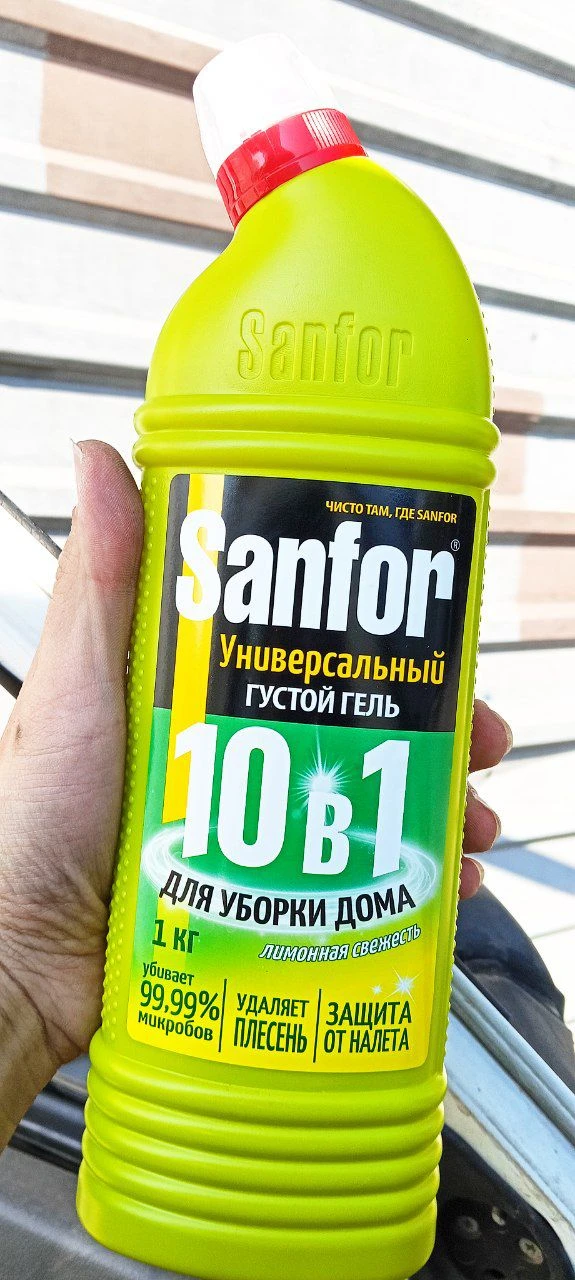 Sanfor
ЧИСТО ТАМ, ГДЕ SANFOR
Sanfor®
Универсальный
ГУСТОЙ ГЕЛЬ
10 в 1
ДЛЯ УБОРКИ ДОМА
1 кг
лимонная свежесть
убивает
99,99%
микробов
УДАЛЯЕТ
ПЛЕСЕНЬ
ЗАЩИТА
ОТ НАЛЕТА